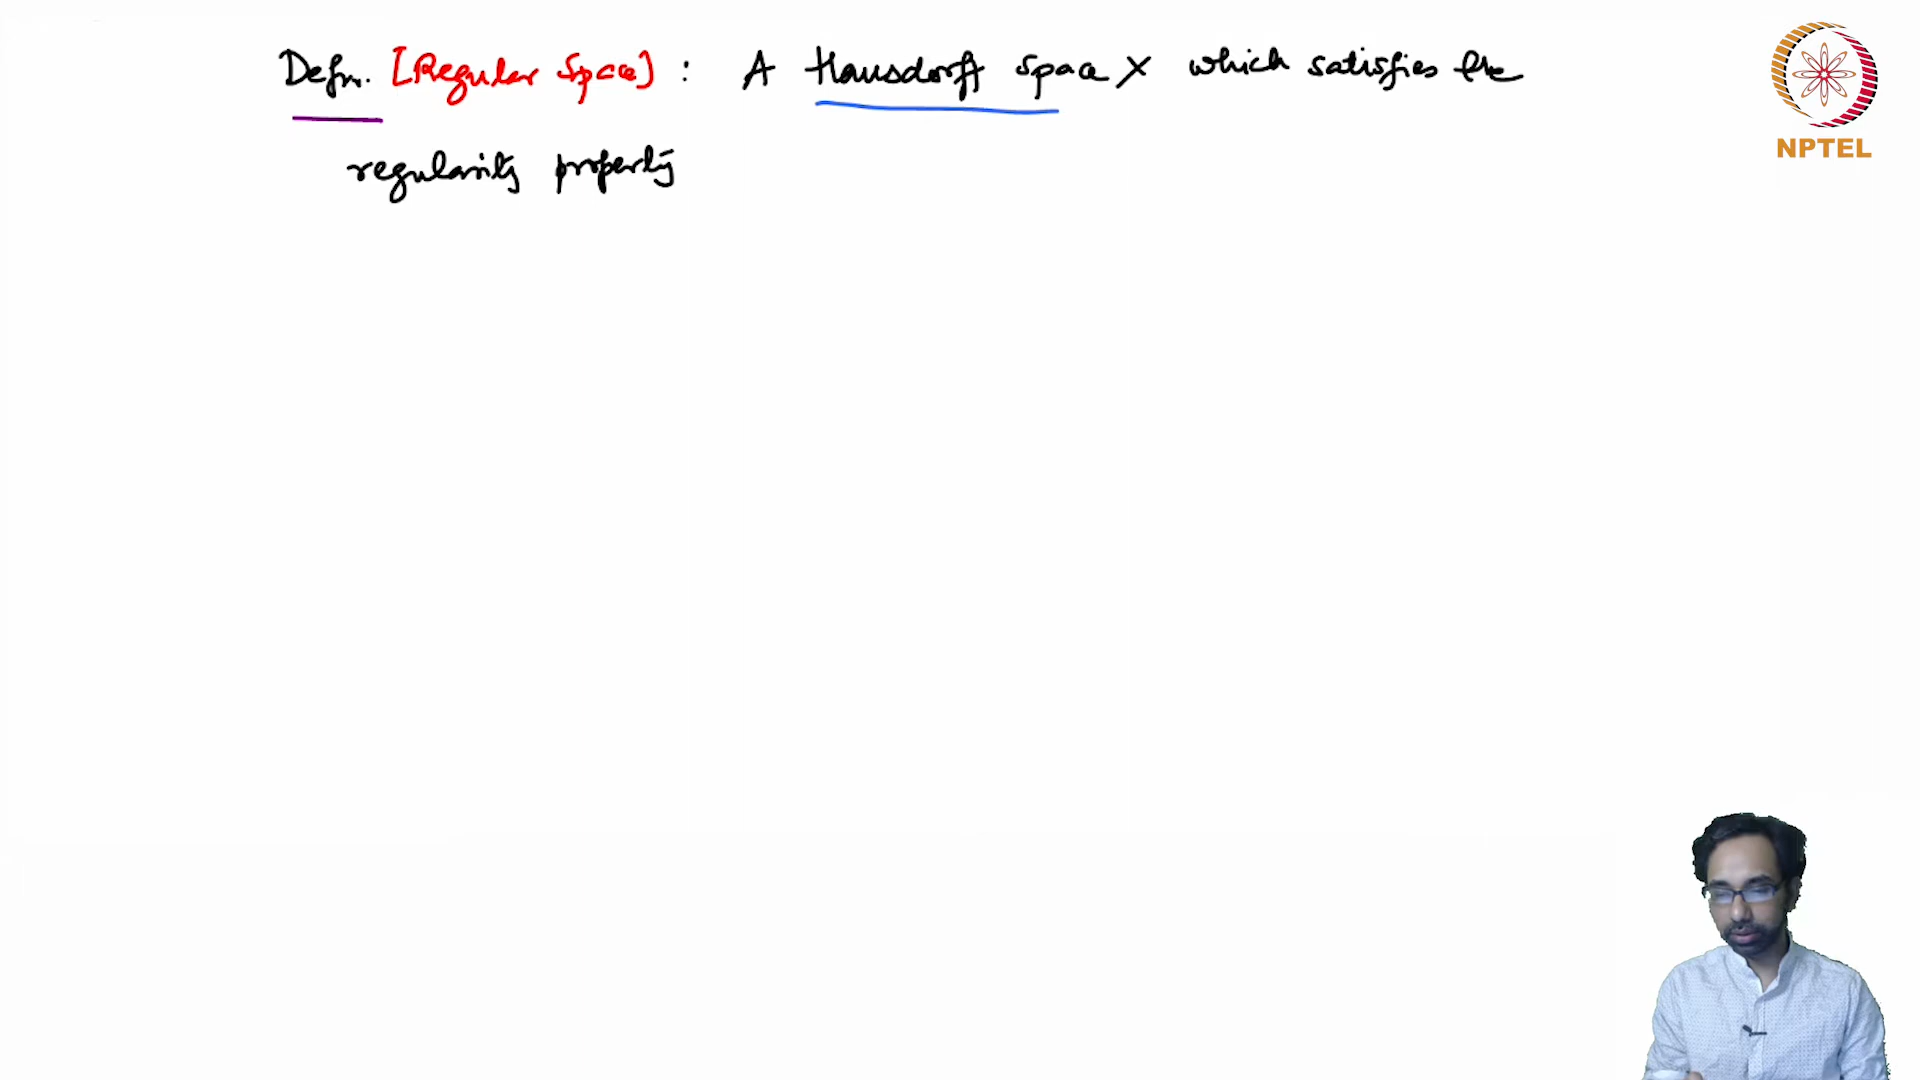 Defn. [Regular Space] : A Hausdorff space X which satisfies the
regularity property
NPTEL